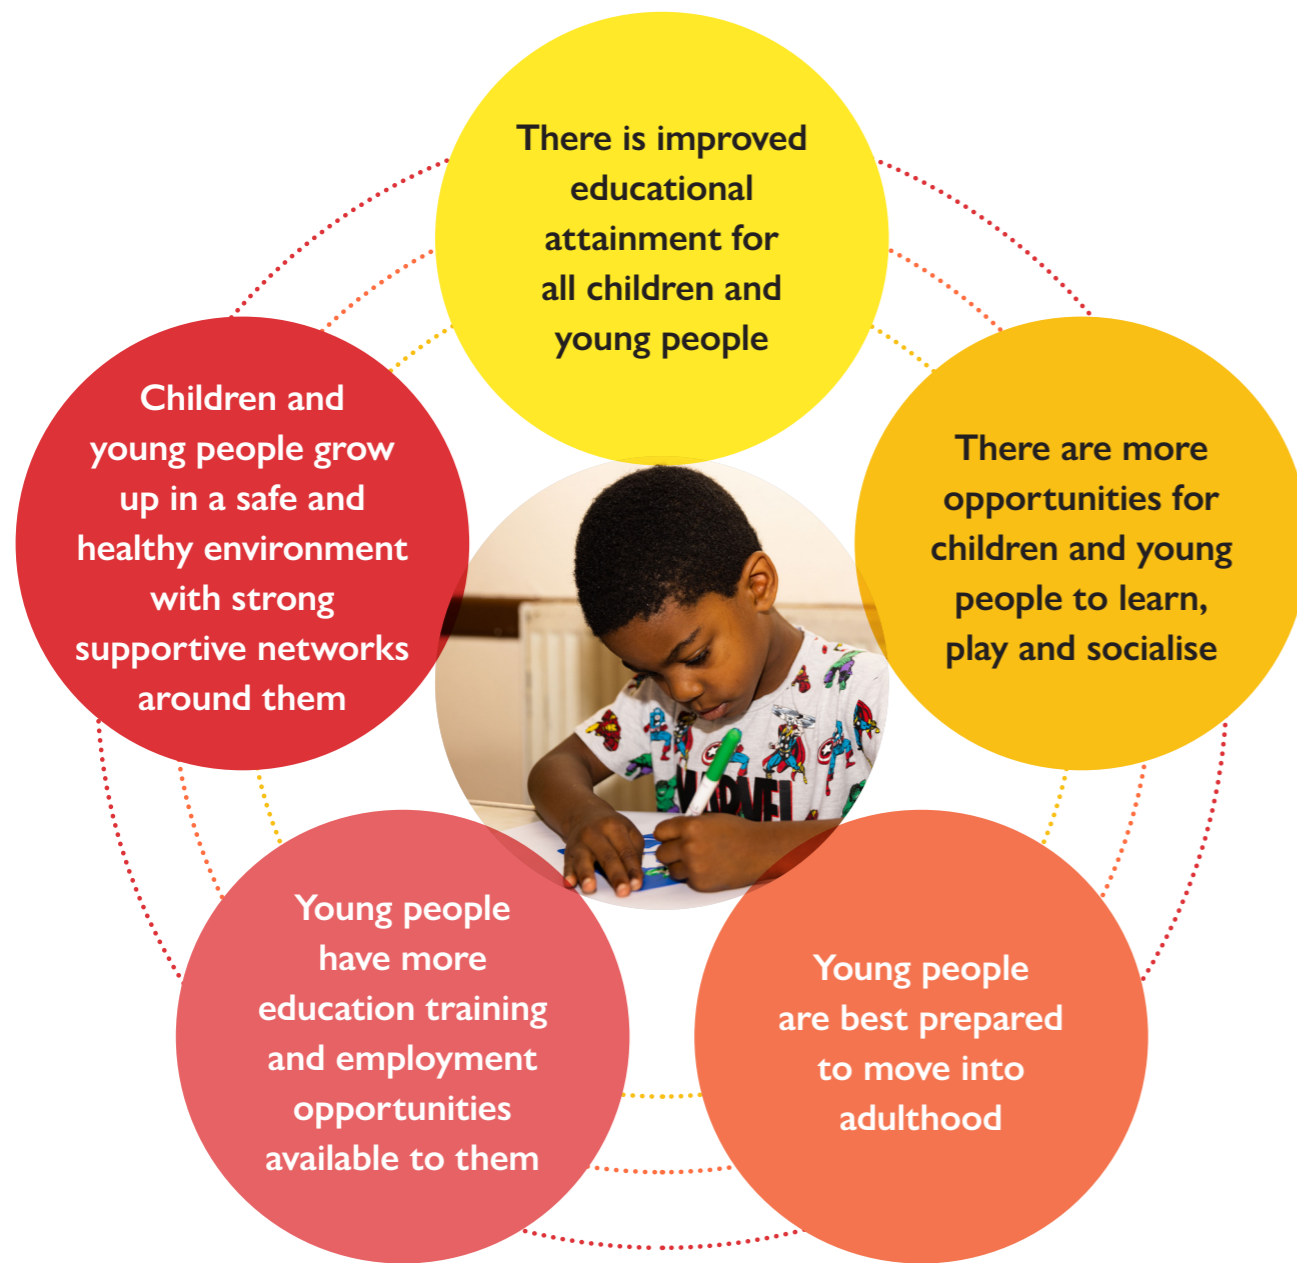 There is improved
educational
attainment for
all children and
young people
There are more
opportunities for
children and young
people to learn,
play and socialise
Young people
are best prepared
to move into
adulthood
Young people
have more
education training
and employment
opportunities
available to them
Children and
young people grow
up in a safe and
healthy environment
with strong
supportive networks
around them
MARVEL